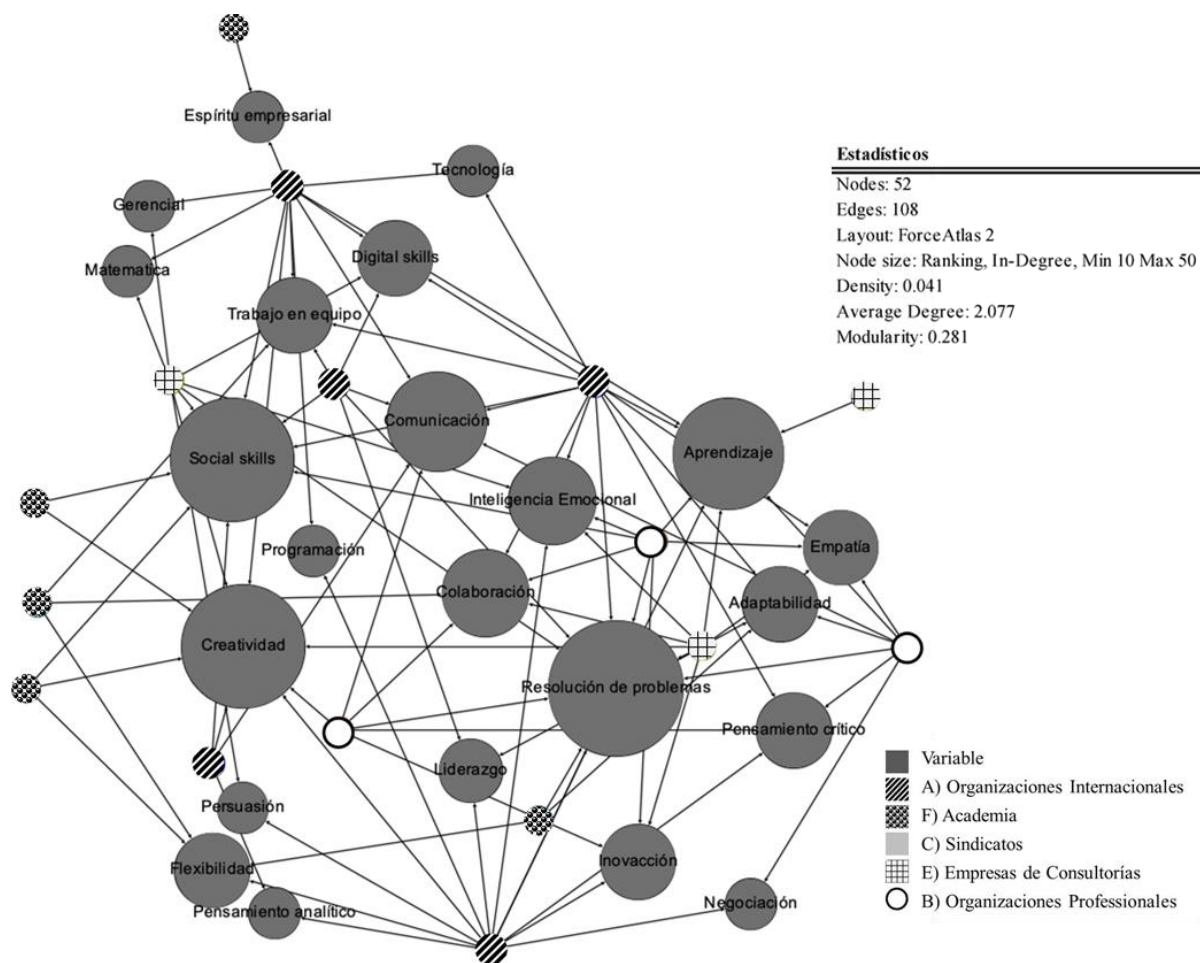 Espíritu empresarial
Tecnología
Gerencial
Digital skills
Matematica
Trabajo en equipo
Comunicación
Social skills
Aprendizaje
Inteligencia Emocional
Programación
Empatía
Colaboración
Adaptabilidad
Creatividad
Resolución de problemas
Pensamiento crítico
Liderazgo
Persuasión
Flexibilidad
Inovacción
Pensamiento analítico
Negociación
Estadísticos
Nodes: 52
Edges: 108
Layout: ForceAtlas 2
Node size: Ranking, In-Degree, Min 10 Max 50
Density: 0.041
Average Degree: 2.077
Modularity: 0.281
Variable
A) Organizaciones Internacionales
F) Academia
C) Sindicatos
E) Empresas de Consultorías
B) Organizaciones Professionales